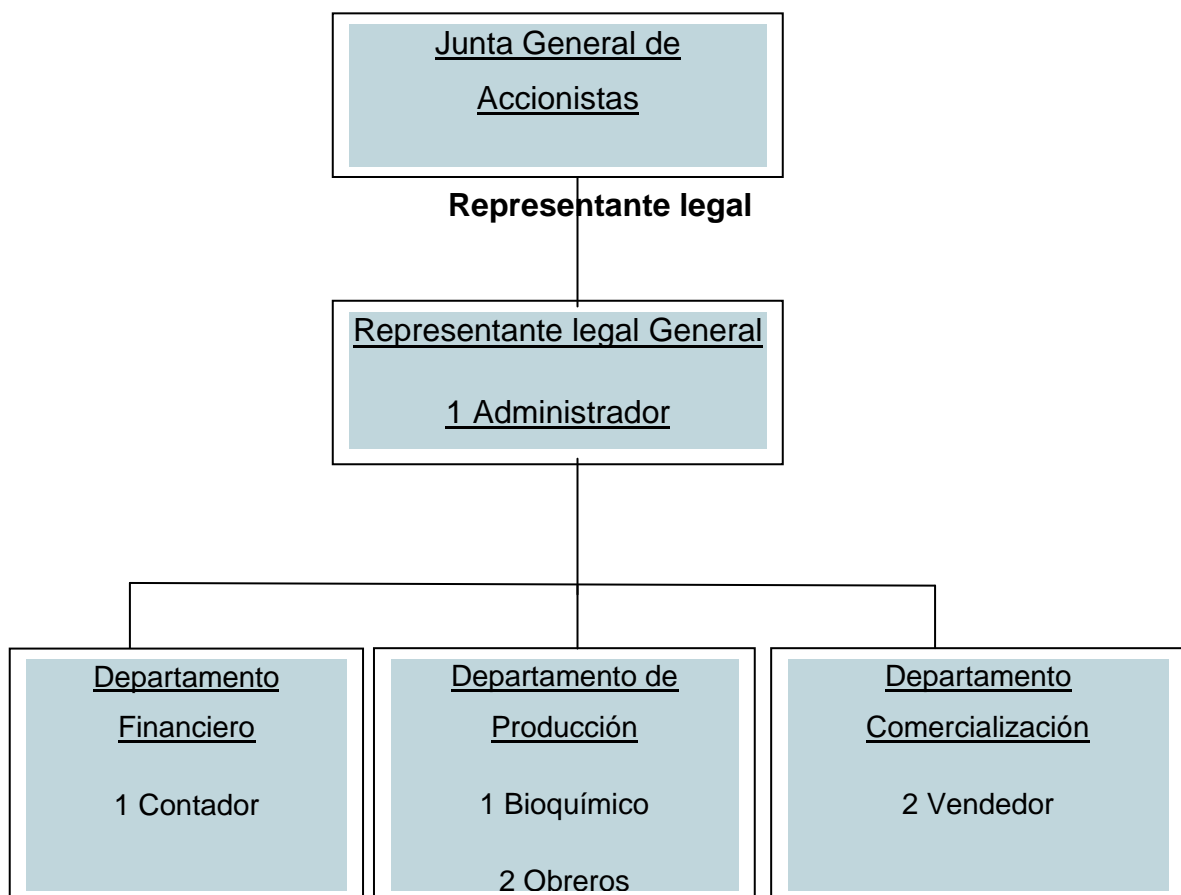 Junta General de
Accionistas
Representante legal
Representante legal General
1 Administrador
Departamento
Financiero
1 Contador
Departamento de
Producción
1 Bioquímico
2 Obreros
Departamento
Comercialización
2 Vendedor